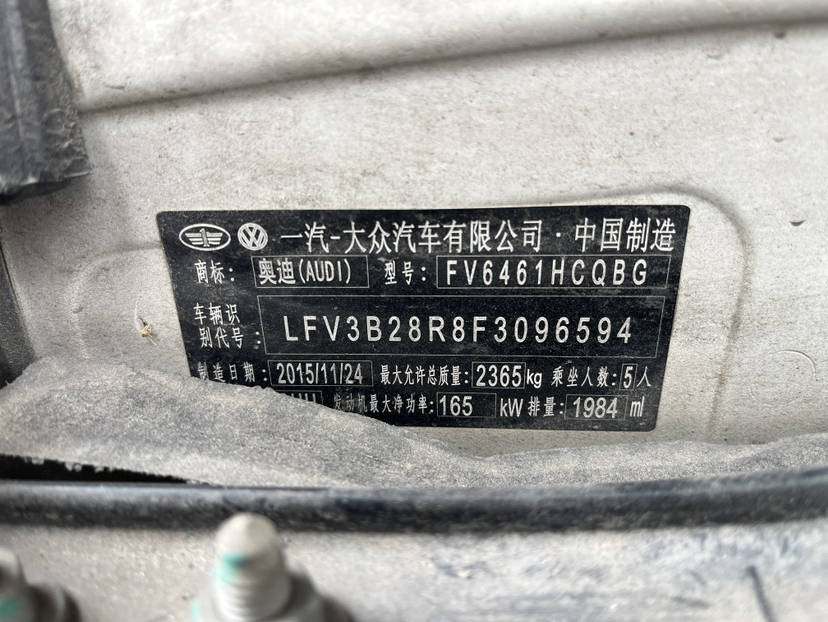 一汽-大众汽车有限公司·中国制造
商标：奥迪(AUDI) 型号：FV6461HCQBG
车辆识别代号：LFV3B28R8F3096594
制造日期：2015/11/24 最大允许总质量：2365kg 乘坐人数：5人
发动机最大净功率：165 kW 排量：1984 ml